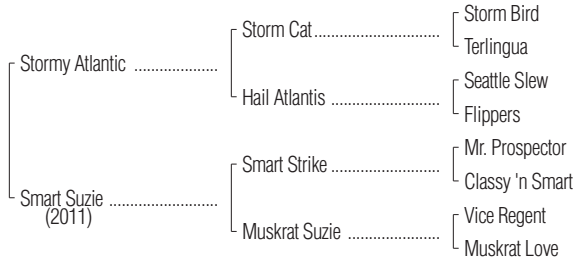 Storm Bird
Storm Cat
Terlingua
Stormy Atlantic
Seattle Slew
Hail Atlantis
Flippers
Mr. Prospector
Smart Strike
Classy 'n Smart
Smart Suzie
(2011)
Vice Regent
Muskrat Suzie
Muskrat Love